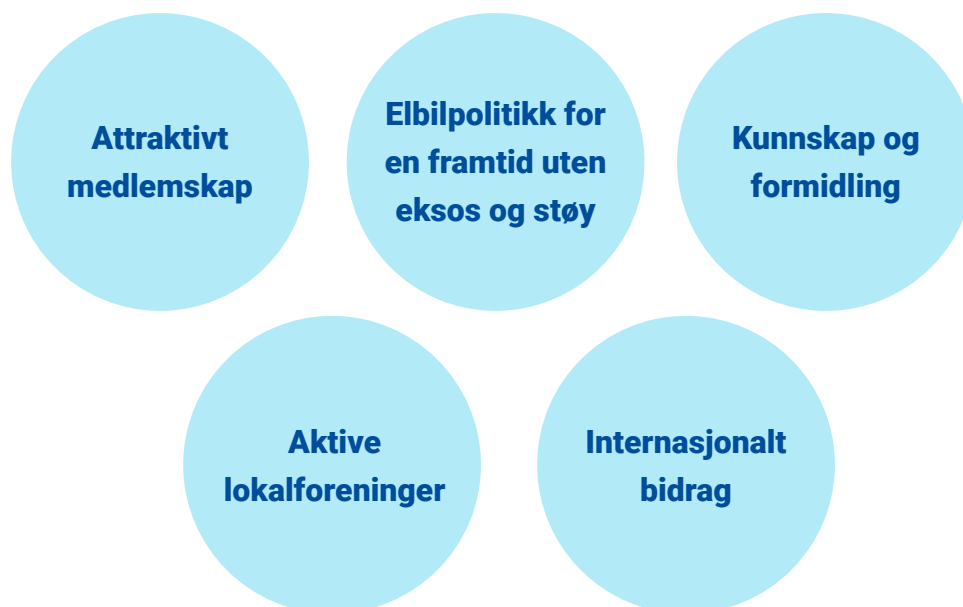 Attraktivt
medlemskap
Elbilpolitikk for
en framtid uten
eksos og støy
Kunnskap og
formidling
Aktive
lokalforeninger
Internasjonalt
bidrag